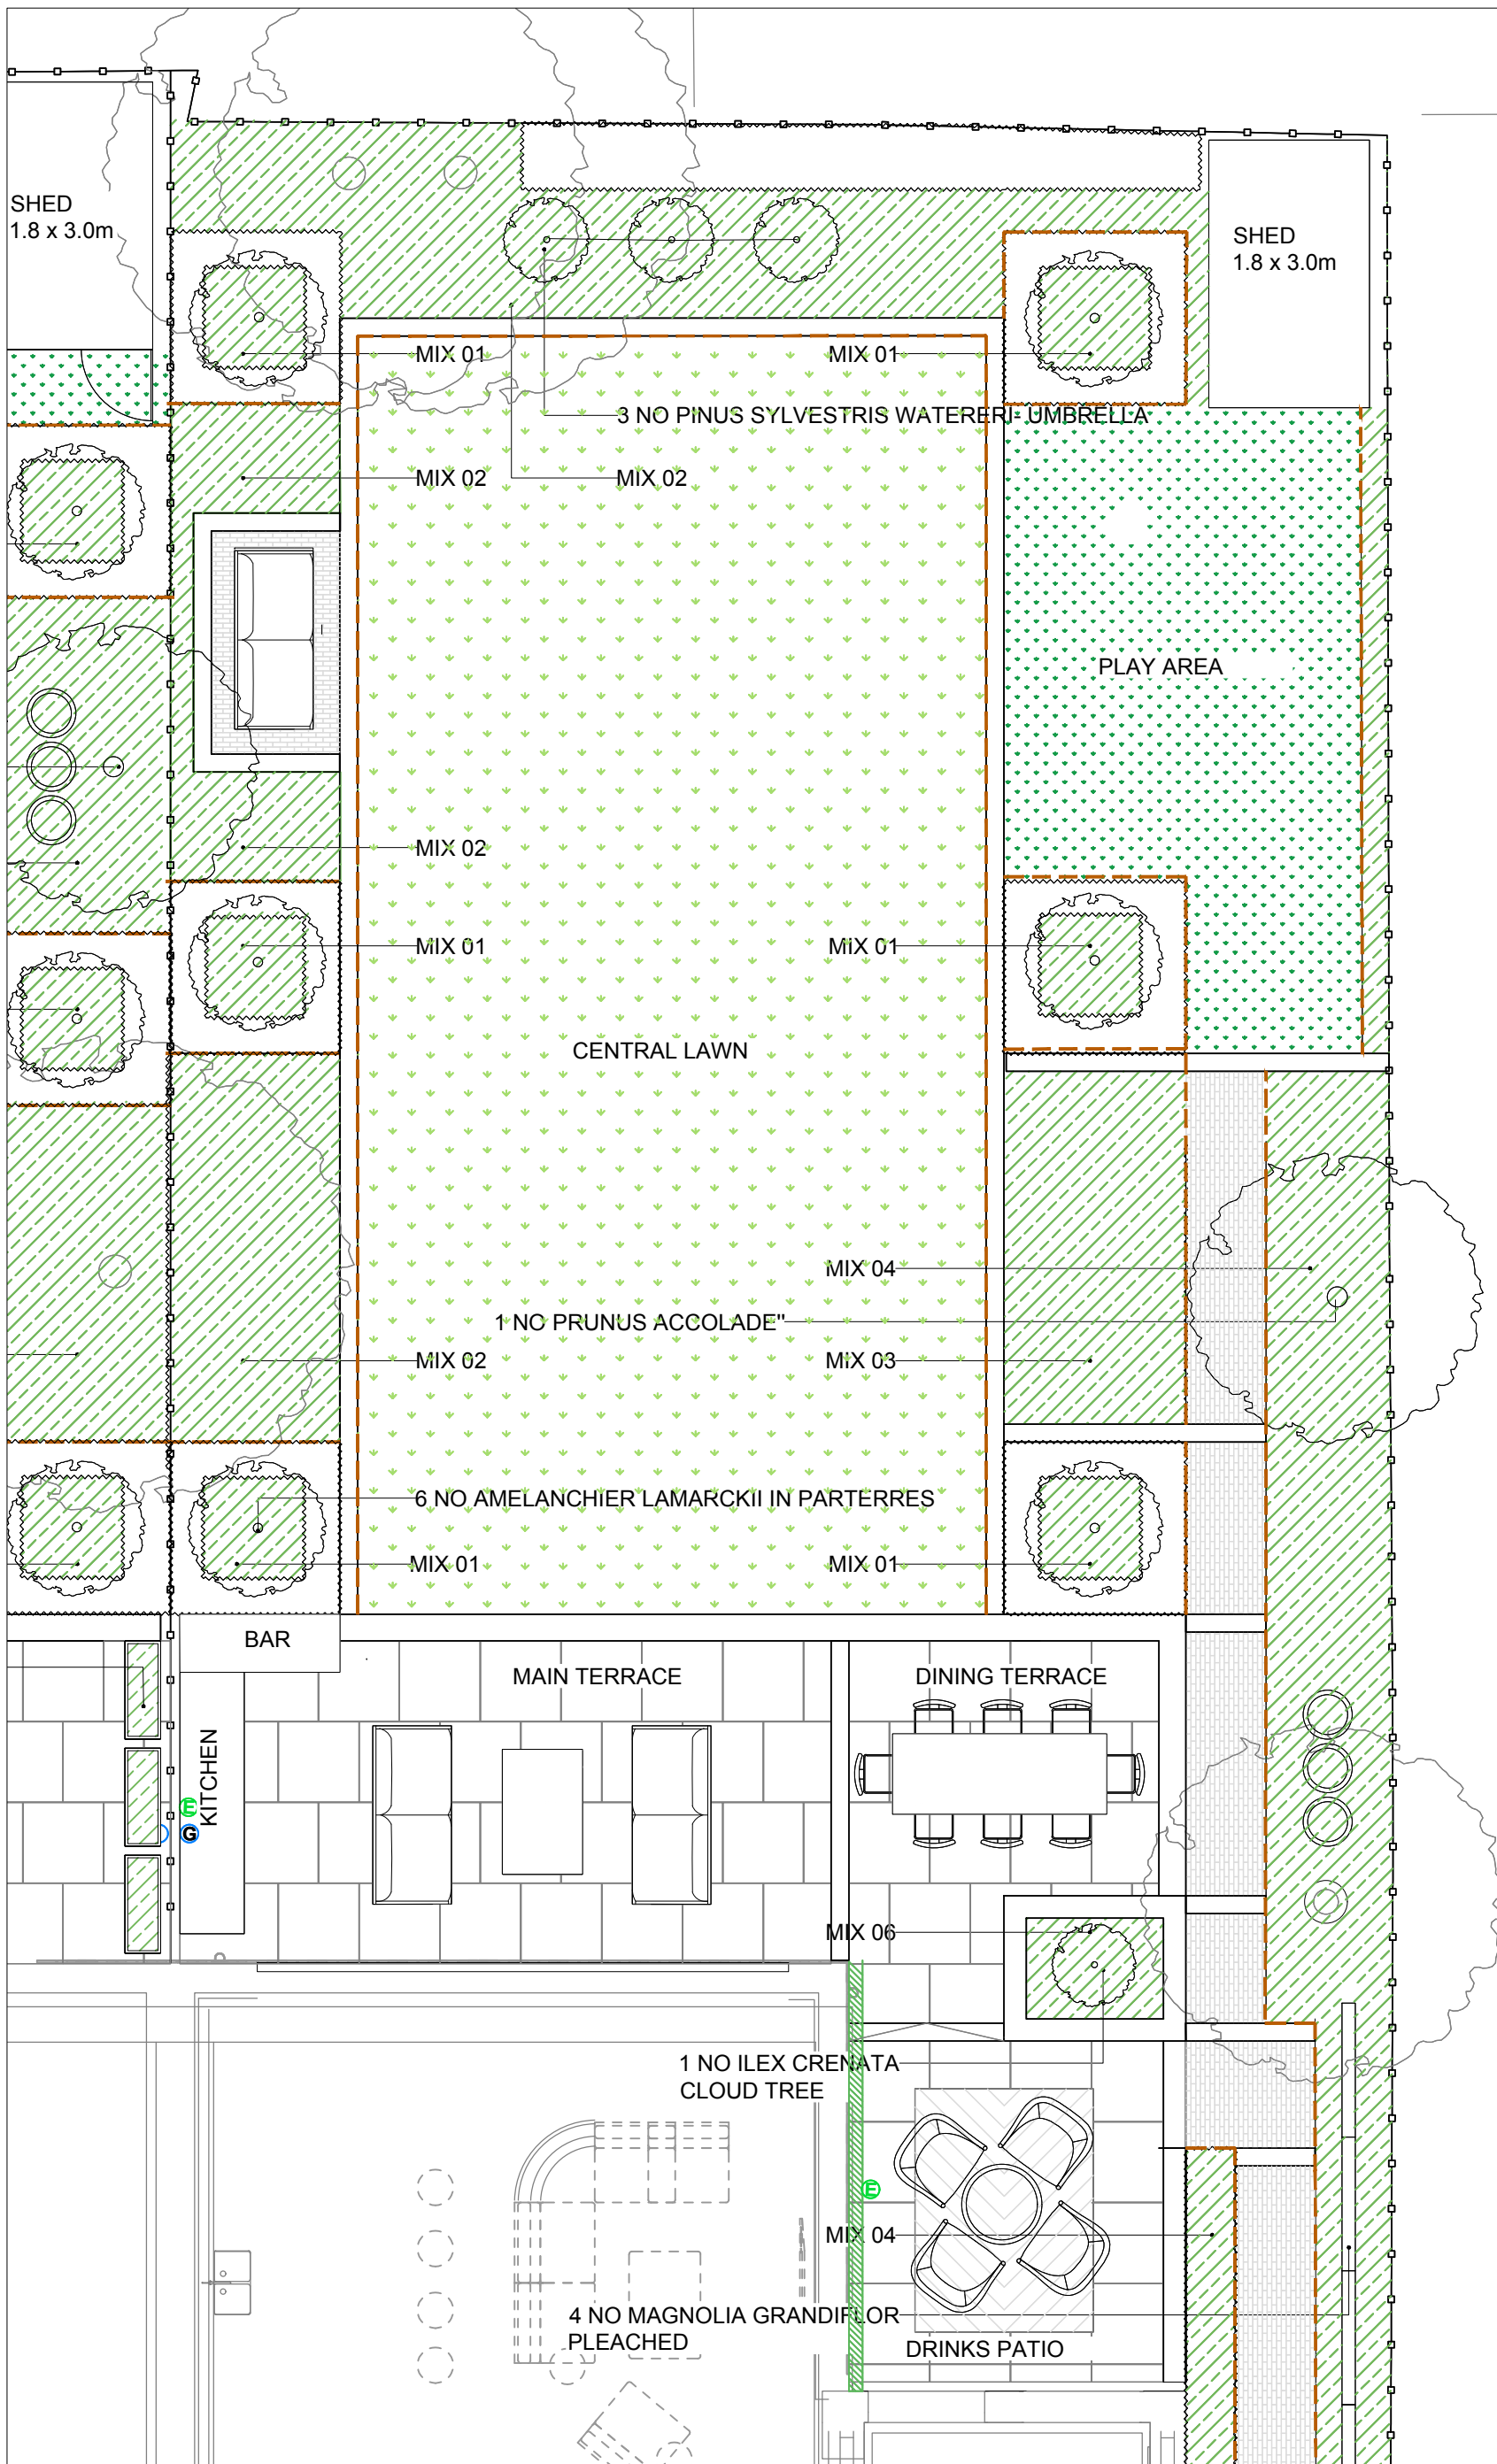 SHED
1.8 x 3.0m
SHED
1.8 x 3.0m
MIX 01
MIX 01
3 NO PINUS SYLVESTRIS WATERERI- UMBRELLA
MIX 02
MIX 02
PLAY AREA
MIX 02
MIX 01
MIX 01
CENTRAL LAWN
MIX 04
1 NO PRUNUS ACCOLADE"
MIX 02
MIX 03
6 NO AMELANCHIER LAMARCKII IN PARTERRES
MIX 01
MIX 01
BAR
MAIN TERRACE
DINING TERRACE
KITCHEN
E
G
MIX 06
1 NO ILEX CRENATA
CLOUD TREE
E
MIX 04
4 NO MAGNOLIA GRANDIFLOR
PLEACHED
DRINKS PATIO